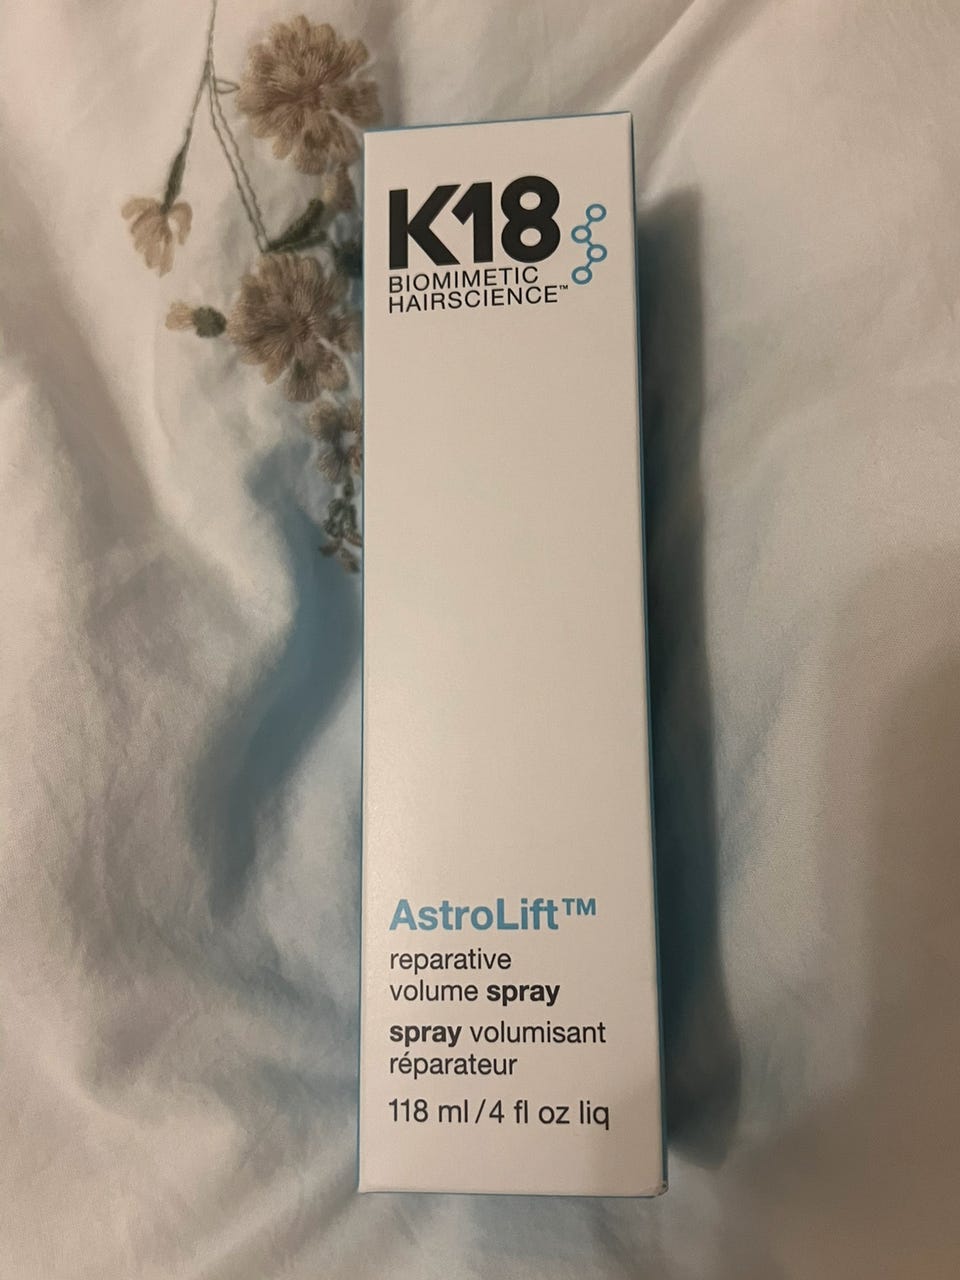 K18
BIOMIMETIC
HAIRSCIENCE™
AstroLift™
reparative
volume spray
spray volumisant
réparateur
118 ml / 4 fl oz liq